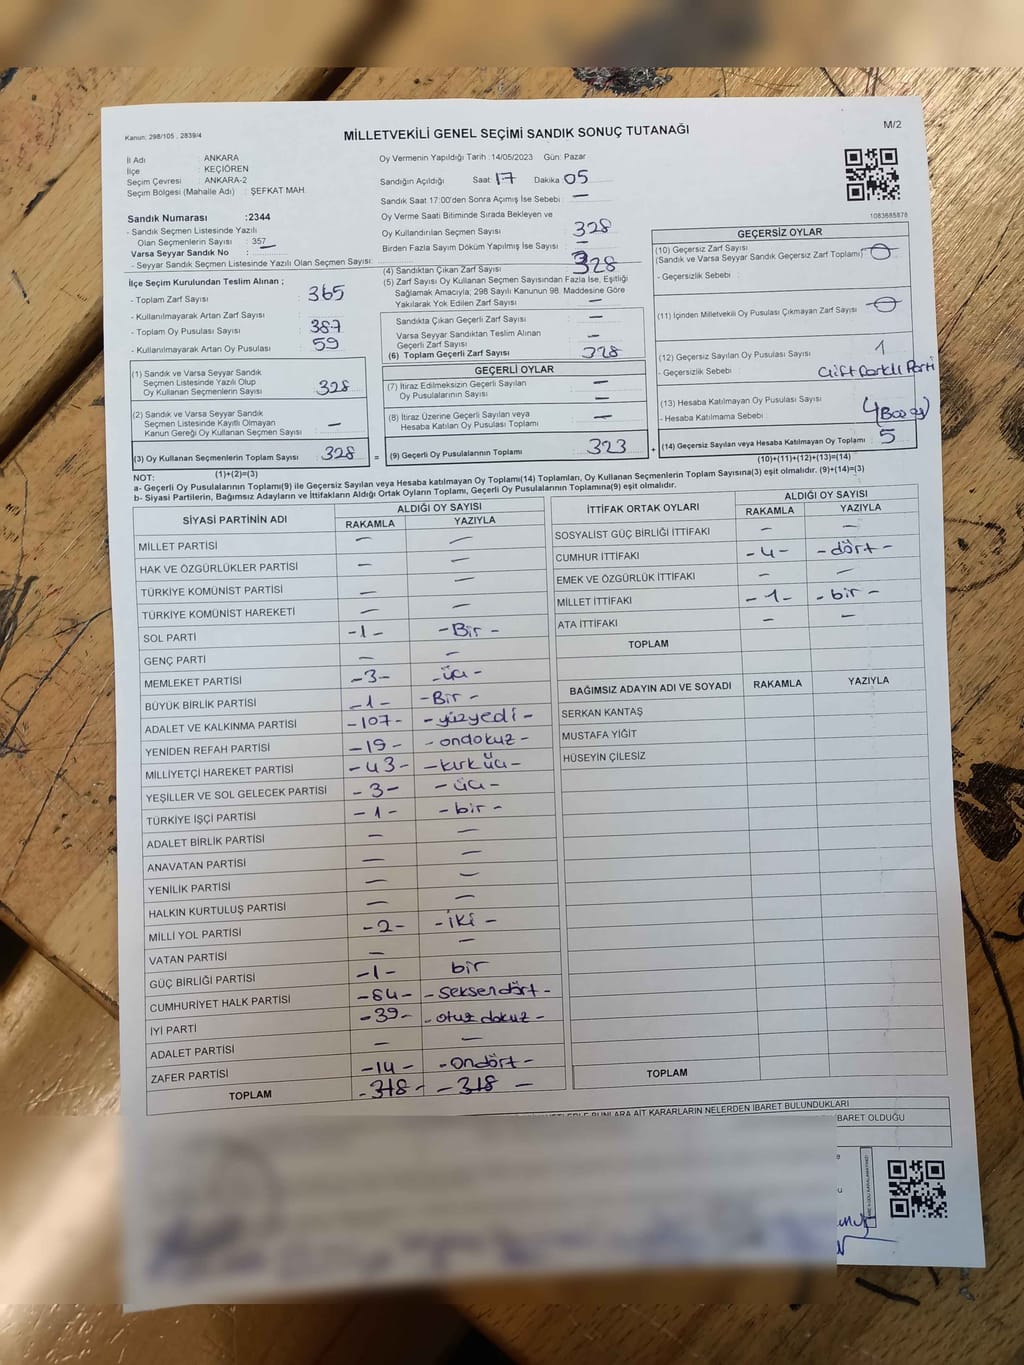 Kanun; 298/105 , 2839/4
MİLLETVEKİLİ GENEL SEÇİMİ SANDIK SONUÇ TUTANAĞI
M/2
İl Adı : ANKARA
İlçe : KEÇİÖREN
Seçim Çevresi : ANKARA-2
Seçim Bölgesi (Mahalle Adı) : ŞEFKAT MAH.
Sandık Numarası :2344
- Sandık Seçmen Listesinde Yazılı
Olan Seçmenlerin Sayısı : 357
Varsa Seyyar Sandık No : —
- Seyyar Sandık Seçmen Listesinde Yazılı Olan Seçmen Sayısı:
İlçe Seçim Kurulundan Teslim Alınan ;
- Toplam Zarf Sayısı : 365
- Kullanılmayarak Artan Zarf Sayısı :
- Toplam Oy Pusulası Sayısı : 387
- Kullanılmayarak Artan Oy Pusulası : 59
(1) Sandık ve Varsa Seyyar Sandık
Seçmen Listesinde Yazılı Olup
Oy Kullanan Seçmenlerin Sayısı : 328
(2) Sandık ve Varsa Seyyar Sandık
Seçmen Listesinde Kayıtlı Olmayan
Kanun Gereği Oy Kullanan Seçmen Sayısı : —
(3) Oy Kullanan Seçmenlerin Toplam Sayısı : 328
(1)+(2)=(3)
Oy Vermenin Yapıldığı Tarih : 14/05/2023 Gün: Pazar
Sandığın Açıldığı Saat 17 Dakika 05
Sandık Saat 17:00'den Sonra Açımış İse Sebebi : —
Oy Verme Saati Bitiminde Sırada Bekleyen ve
Oy Kullandırılan Seçmen Sayısı : 328
Birden Fazla Sayım Döküm Yapılmış İse Sayısı : —
(4) Sandıktan Çıkan Zarf Sayısı : 328
(5) Zarf Sayısı Oy Kullanan Seçmen Sayısından Fazla İse, Eşitliği
Sağlamak Amacıyla; 298 Sayılı Kanunun 98. Maddesine Göre
Yakılarak Yok Edilen Zarf Sayısı : —
Sandıkta Çıkan Geçerli Zarf Sayısı : —
Varsa Seyyar Sandıktan Teslim Alınan
Geçerli Zarf Sayısı : —
(6) Toplam Geçerli Zarf Sayısı : 328
GEÇERLİ OYLAR
(7) İtiraz Edilmeksizin Geçerli Sayılan
Oy Pusulalarının Sayısı : —
(8) İtiraz Üzerine Geçerli Sayılan veya
Hesaba Katılan Oy Pusulası Toplamı : —
= (9) Geçerli Oy Pusulalarının Toplamı : 323 +
1083685878
GEÇERSİZ OYLAR
(10) Geçersiz Zarf Sayısı
(Sandık ve Varsa Seyyar Sandık Geçersiz Zarf Toplamı) : 0
- Geçersizlik Sebebi :
(11) İçinden Milletvekili Oy Pusulası Çıkmayan Zarf Sayısı : 0
(12) Geçersiz Sayılan Oy Pusulası Sayısı : 1
- Geçersizlik Sebebi : Çift farklı Parti
(13) Hesaba Katılmayan Oy Pusulası Sayısı : 4
- Hesaba Katılmama Sebebi :
(14) Geçersiz Sayılan veya Hesaba Katılmayan Oy Toplamı : 5
(10)+(11)+(12)+(13)=(14)
NOT:
a- Geçerli Oy Pusulalarının Toplamı(9) ile Geçersiz Sayılan veya Hesaba katılmayan Oy Toplamı(14) Toplamları, Oy Kullanan Seçmenlerin Toplam Sayısına(3) eşit olmalıdır. (9)+(14)=(3)
b- Siyasi Partilerin, Bağımsız Adayların ve İttifakların Aldığı Ortak Oyların Toplamı, Geçerli Oy Pusulalarının Toplamına(9) eşit olmalıdır.
SİYASİ PARTİNİN ADI ALDIĞI OY SAYISI
RAKAMLA YAZIYLA
MİLLET PARTİSİ — —
HAK VE ÖZGÜRLÜKLER PARTİSİ — —
TÜRKİYE KOMÜNİST PARTİSİ — —
TÜRKİYE KOMÜNİST HAREKETİ — —
SOL PARTİ -1- -Bir-
GENÇ PARTİ — —
MEMLEKET PARTİSİ -3- -üç-
BÜYÜK BİRLİK PARTİSİ -1- -Bir-
ADALET VE KALKINMA PARTİSİ -107- -yüzyedi-
YENİDEN REFAH PARTİSİ -19- -ondokuz-
MİLLİYETÇİ HAREKET PARTİSİ -43- -kırk üç-
YEŞİLLER VE SOL GELECEK PARTİSİ -3- -üç-
TÜRKİYE İŞÇİ PARTİSİ -1- -bir-
ADALET BİRLİK PARTİSİ — —
ANAVATAN PARTİSİ — —
YENİLİK PARTİSİ — —
HALKIN KURTULUŞ PARTİSİ — —
MİLLİ YOL PARTİSİ -2- -iki-
VATAN PARTİSİ — —
GÜÇ BİRLİĞİ PARTİSİ -1- bir
CUMHURİYET HALK PARTİSİ -84- -seksendört-
İYİ PARTİ -39- -otuz dokuz-
ADALET PARTİSİ — —
ZAFER PARTİSİ -14- -ondört-
TOPLAM -318- -318-
İTTİFAK ORTAK OYLARI ALDIĞI OY SAYISI
RAKAMLA YAZIYLA
SOSYALİST GÜÇ BİRLİĞİ İTTİFAKI — —
CUMHUR İTTİFAKI -4- -dört-
EMEK VE ÖZGÜRLÜK İTTİFAKI — —
MİLLET İTTİFAKI -1- -bir-
ATA İTTİFAKI — —
TOPLAM
BAĞIMSIZ ADAYIN ADI VE SOYADI RAKAMLA YAZIYLA
SERKAN KANTAŞ
MUSTAFA YİĞİT
HÜSEYİN ÇİLESİZ
TOPLAM
BUNLARA AİT KARARLARIN NELERDEN İBARET BULUNDUKLARI
İBARET OLDUĞU